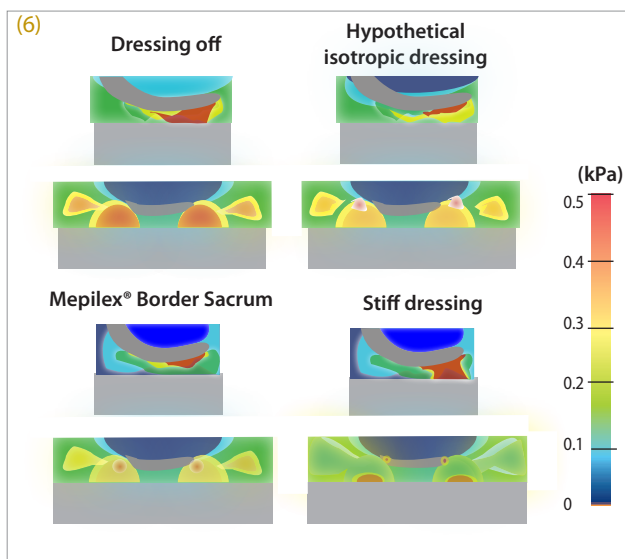 (6)
Dressing off
Hypothetical
isotropic dressing
Mepilex® Border Sacrum
Stiff dressing
(kPa)
0.5
0.4
0.3
0.2
0.1
0